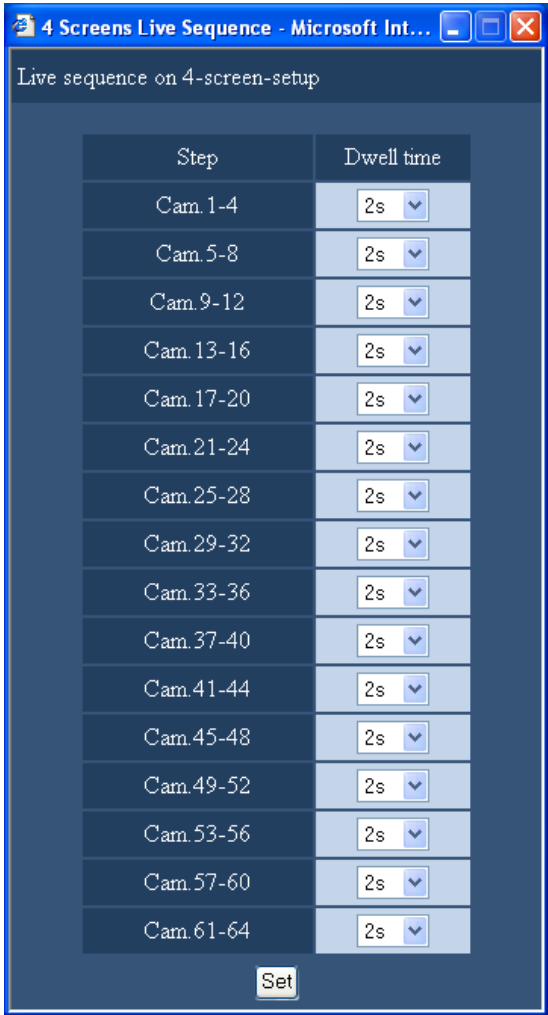 4 Screens Live Sequence - Microsoft Int...
Live sequence on 4-screen-setup
Step Dwell time
Cam.1-4 2s
Cam.5-8 2s
Cam.9-12 2s
Cam.13-16 2s
Cam.17-20 2s
Cam.21-24 2s
Cam.25-28 2s
Cam.29-32 2s
Cam.33-36 2s
Cam.37-40 2s
Cam.41-44 2s
Cam.45-48 2s
Cam.49-52 2s
Cam.53-56 2s
Cam.57-60 2s
Cam.61-64 2s
Set